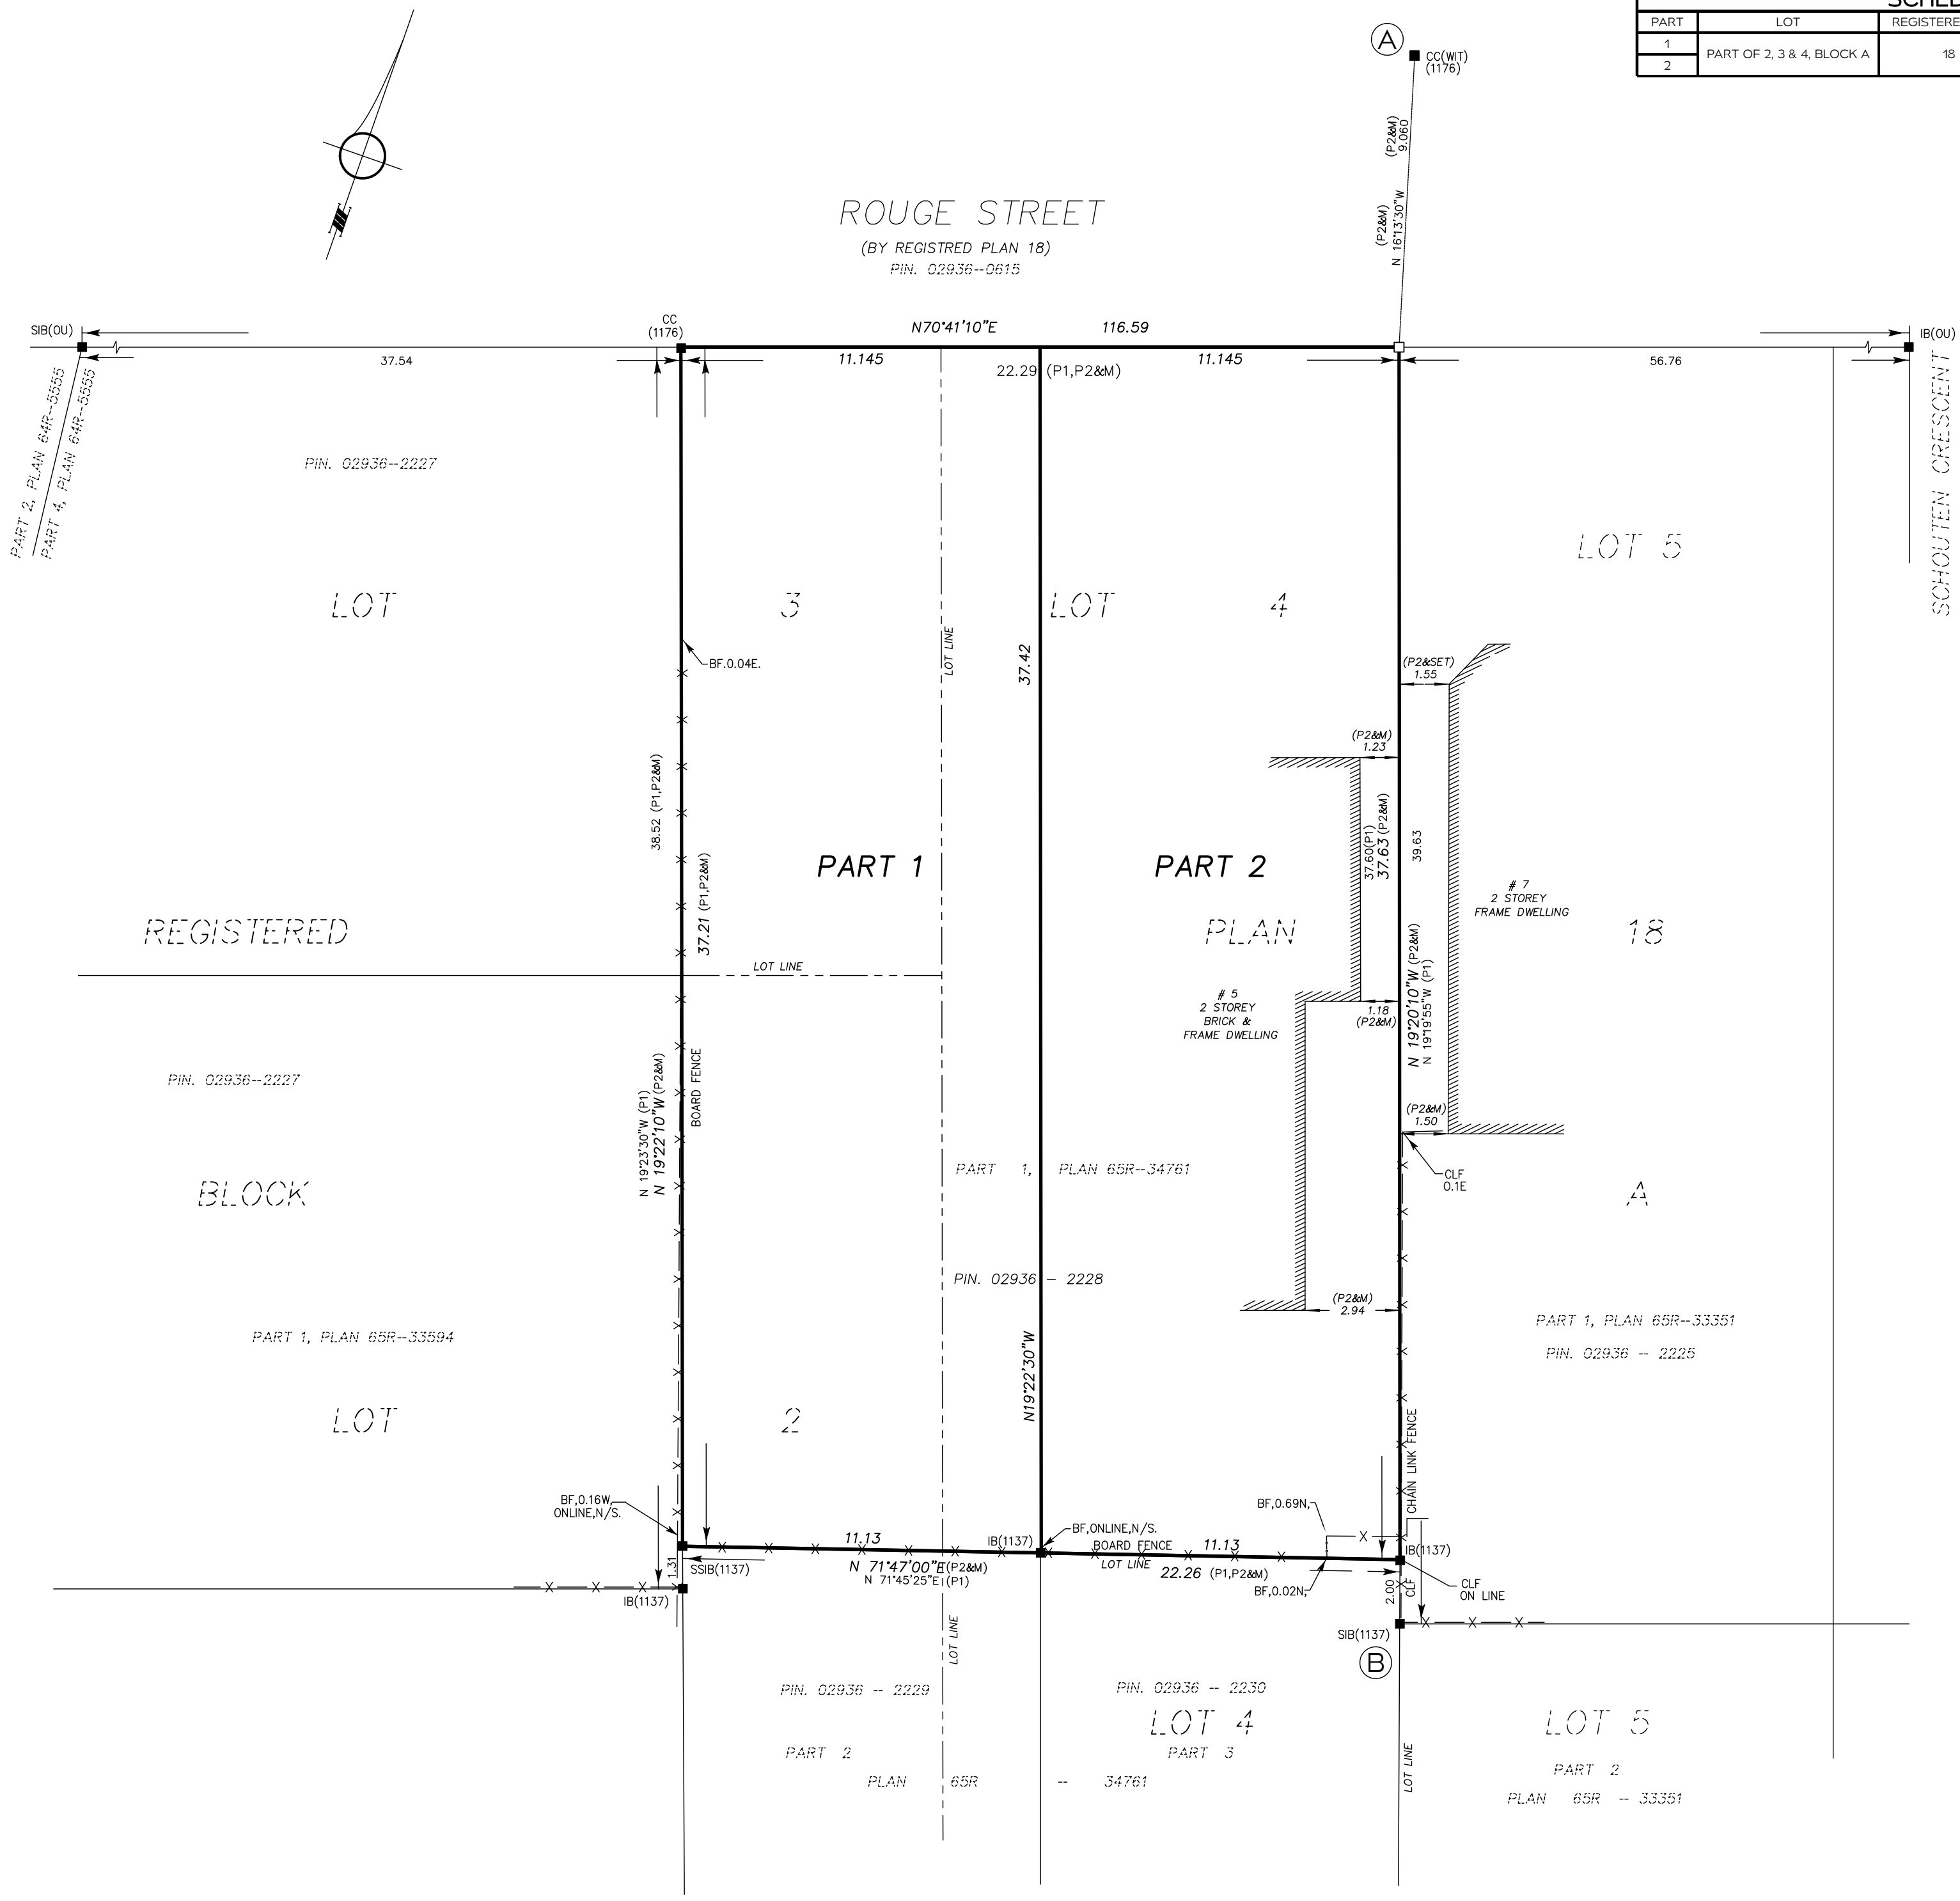 SCHED
PART LOT REGISTERE
1
PART OF 2, 3 & 4, BLOCK A 18
2
A
CC(WIT)
(1176)
(P2&M)
9.060
(P2&M)
N 16°13'30"W
ROUGE STREET
(BY REGISTRED PLAN 18)
PIN. 02936--0615
SIB(OU)
CC
(1176)
N70°41'10"E 116.59
IB(OU)
37.54
11.145
11.145
56.76
22.29 (P1,P2&M)
PART 2, PLAN 64R--5555
PART 4, PLAN 64R--5555
SCHOUTEN CRESCENT
PIN. 02936--2227
LOT 5
LOT 3 LOT 4
LOT LINE
BF.0.04E.
37.42
(P2&SET)
1.55
(P2&M)
1.23
38.52 (P1,P2&M)
37.21 (P1,P2&M)
PART 1
PART 2
37.60(P1)
37.63 (P2&M)
39.63
# 7
2 STOREY
FRAME DWELLING
REGISTERED PLAN 18
LOT LINE
# 5
2 STOREY
BRICK &
FRAME DWELLING
1.18
(P2&M)
N 19°20'10"W (P2&M)
N 19°19'55"W (P1)
PIN. 02936--2227
N 19°23'30"W (P1)
N 19°22'10"W (P2&M)
BOARD FENCE
(P2&M)
1.50
CLF
0.1E
PART 1, PLAN 65R--34761
BLOCK A
PIN. 02936 - 2228
(P2&M)
2.94
PART 1, PLAN 65R--33594
PART 1, PLAN 65R--33351
PIN. 02936 -- 2225
N19°22'30"W
LOT 2
CHAIN LINK FENCE
BF,0.16W,
ONLINE,N/S.
BF,0.69N,
11.13
IB(1137)
BF,ONLINE,N/S.
BOARD FENCE
11.13
IB(1137)
1.31
SSIB(1137)
N 71°47'00"E(P2&M)
N 71°45'25"E (P1)
LOT LINE
22.26 (P1,P2&M)
BF,0.02N,
2.00
CLF
CLF
ON LINE
IB(1137)
LOT LINE
SIB(1137)
B
PIN. 02936 -- 2229
PIN. 02936 -- 2230
LOT 4
LOT 5
PART 2
PART 3
LOT LINE
PLAN 65R -- 34761
PART 2
PLAN 65R -- 33351